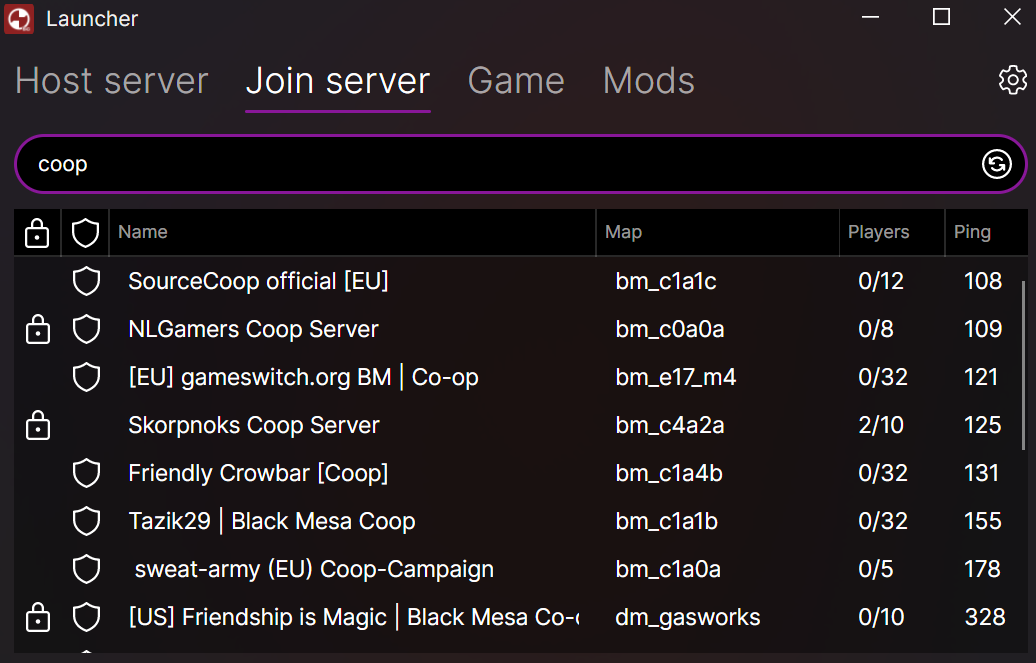 Launcher
Host server Join server Game Mods
coop
Name Map Players Ping
SourceCoop official [EU] bm_c1a1c 0/12 108
NLGamers Coop Server bm_c0a0a 0/8 109
[EU] gameswitch.org BM | Co-op bm_e17_m4 0/32 121
Skorpnoks Coop Server bm_c4a2a 2/10 125
Friendly Crowbar [Coop] bm_c1a4b 0/32 131
Tazik29 | Black Mesa Coop bm_c1a1b 0/32 155
sweat-army (EU) Coop-Campaign bm_c1a0a 0/5 178
[US] Friendship is Magic | Black Mesa Co- dm_gasworks 0/10 328